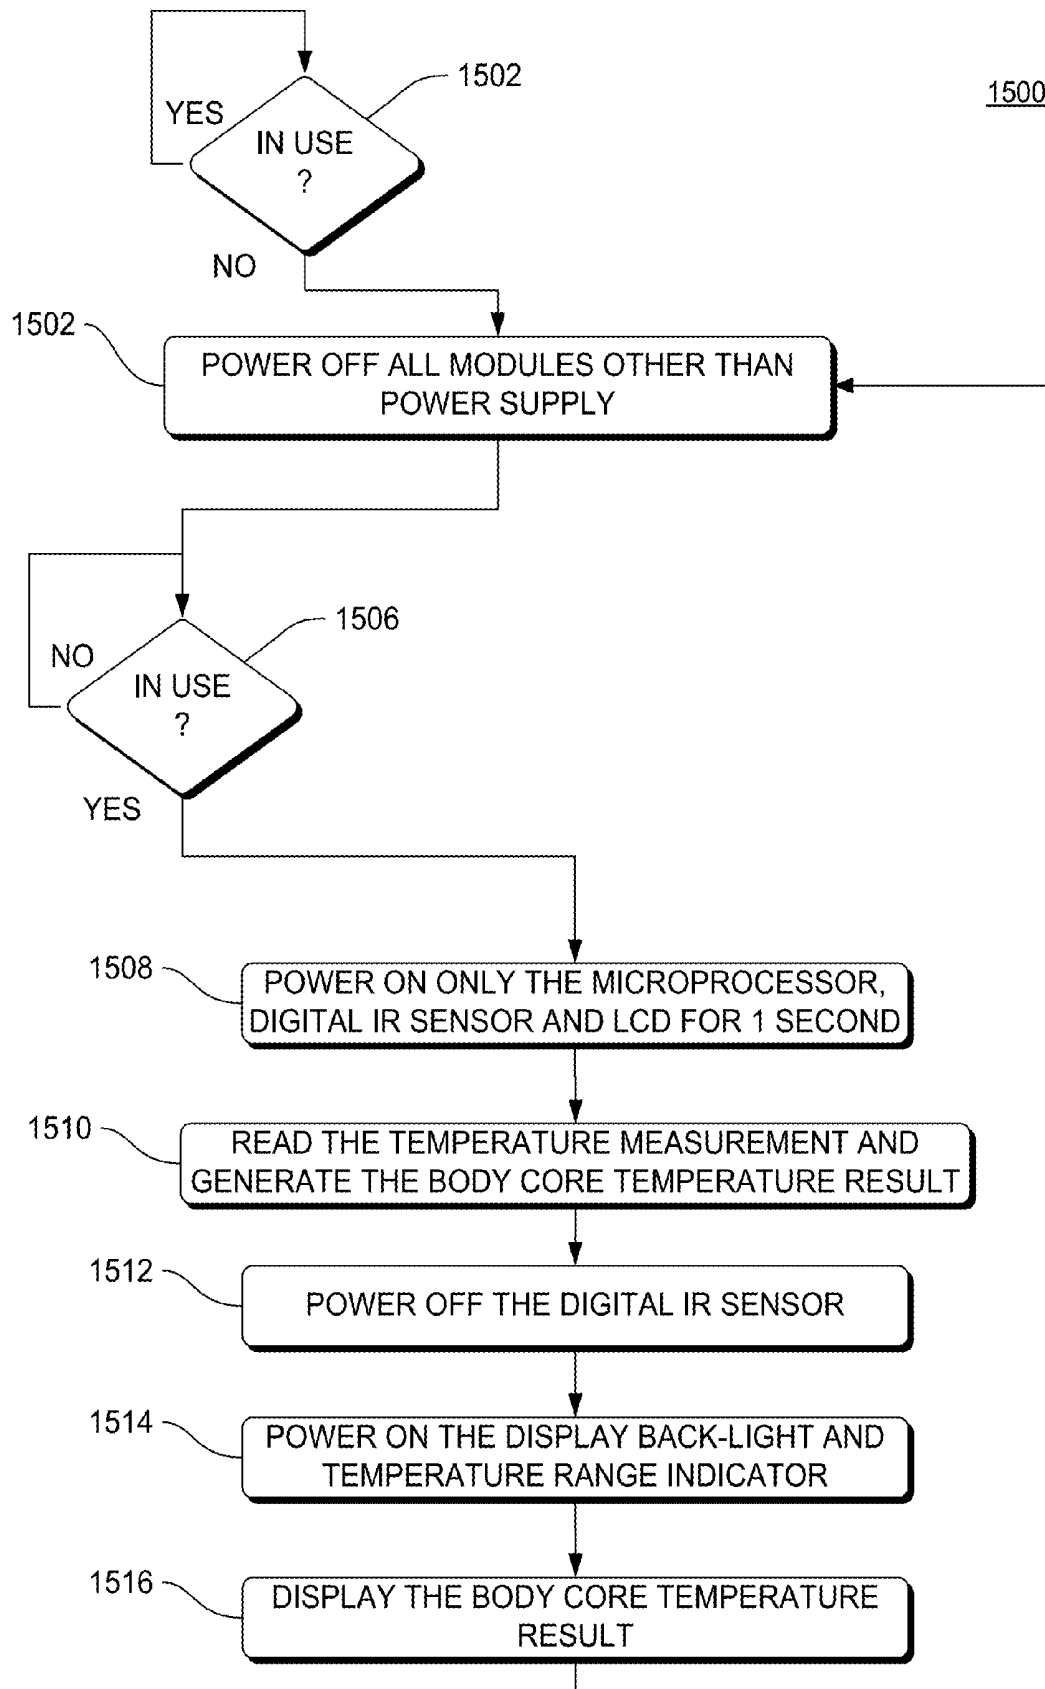 1502
1500
YES
IN USE
?
NO
1502
POWER OFF ALL MODULES OTHER THAN
POWER SUPPLY
1506
NO
IN USE
?
YES
1508
POWER ON ONLY THE MICROPROCESSOR,
DIGITAL IR SENSOR AND LCD FOR 1 SECOND
1510
READ THE TEMPERATURE MEASUREMENT AND
GENERATE THE BODY CORE TEMPERATURE RESULT
1512
POWER OFF THE DIGITAL IR SENSOR
1514
POWER ON THE DISPLAY BACK-LIGHT AND
TEMPERATURE RANGE INDICATOR
1516
DISPLAY THE BODY CORE TEMPERATURE
RESULT